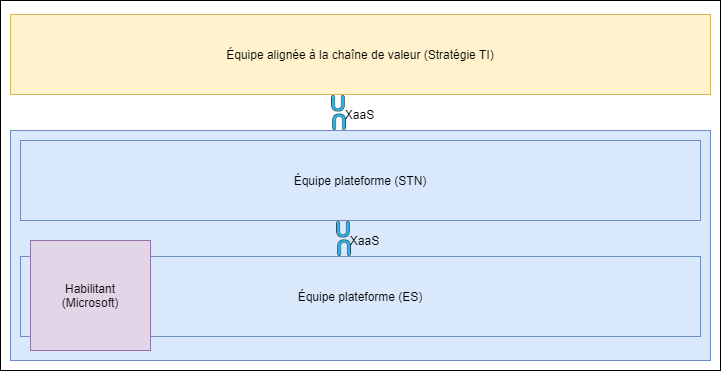 Équipe alignée à la chaîne de valeur (Stratégie TI)
XaaS
Équipe plateforme (STN)
XaaS
Habilitant
(Microsoft)
Équipe plateforme (ES)